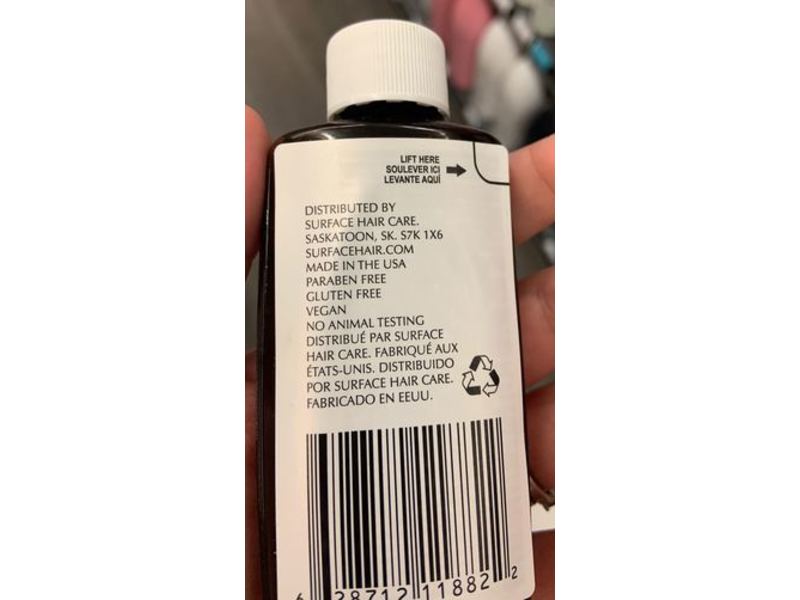 LIFT HERE
SOULEVER ICI
LEVANTE AQUÍ
DISTRIBUTED BY
SURFACE HAIR CARE.
SASKATOON, SK. S7K 1X6
SURFACEHAIR.COM
MADE IN THE USA
PARABEN FREE
GLUTEN FREE
VEGAN
NO ANIMAL TESTING
DISTRIBUÉ PAR SURFACE
HAIR CARE. FABRIQUÉ AUX
ÉTATS-UNIS. DISTRIBUIDO
POR SURFACE HAIR CARE.
FABRICADO EN EEUU.
6 28712 11882 2